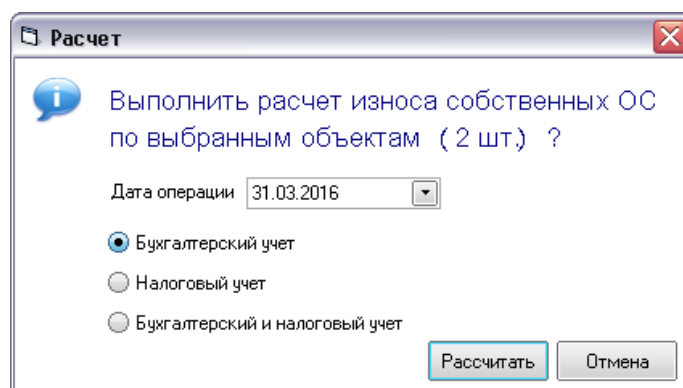 Расчет
Выполнить расчет износа собственных ОС
по выбранным объектам ( 2 шт.) ?
Дата операции 31.03.2016
Бухгалтерский учет
Налоговый учет
Бухгалтерский и налоговый учет
Рассчитать Отмена